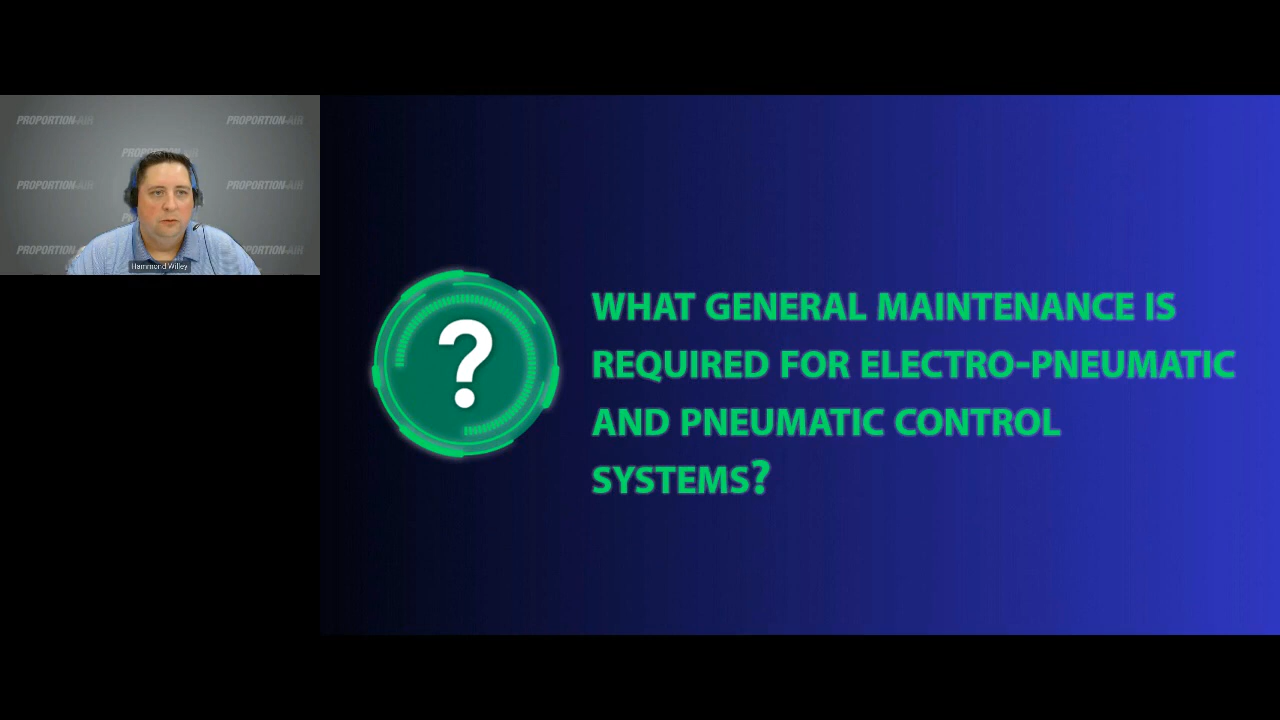 PROPORTION-AIR PROPORTION-AIR
PROPORTION-AIR
PROPORTION-AIR PROPORTION-AIR
PROPORTION-AIR
Hammond Willey
?
WHAT GENERAL MAINTENANCE IS
REQUIRED FOR ELECTRO-PNEUMATIC
AND PNEUMATIC CONTROL
SYSTEMS?